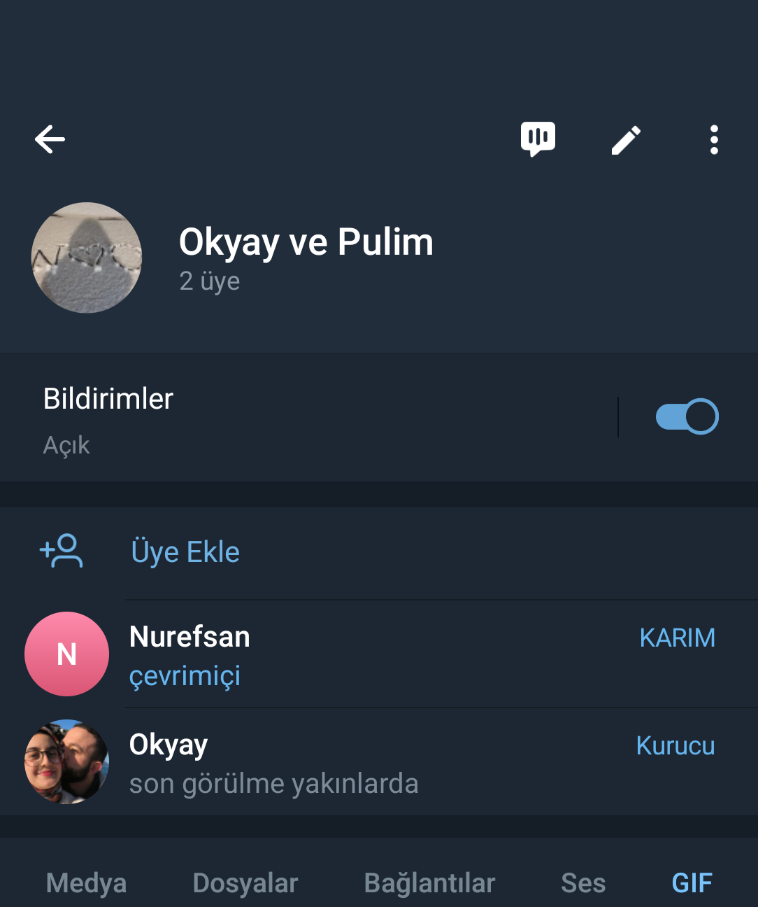 Okyay ve Pulim
2 üye
Bildirimler
Açık
Üye Ekle
N
Nurefsan
KARIM
çevrimiçi
Okyay
Kurucu
son görülme yakınlarda
Medya
Dosyalar
Bağlantılar
Ses
GIF